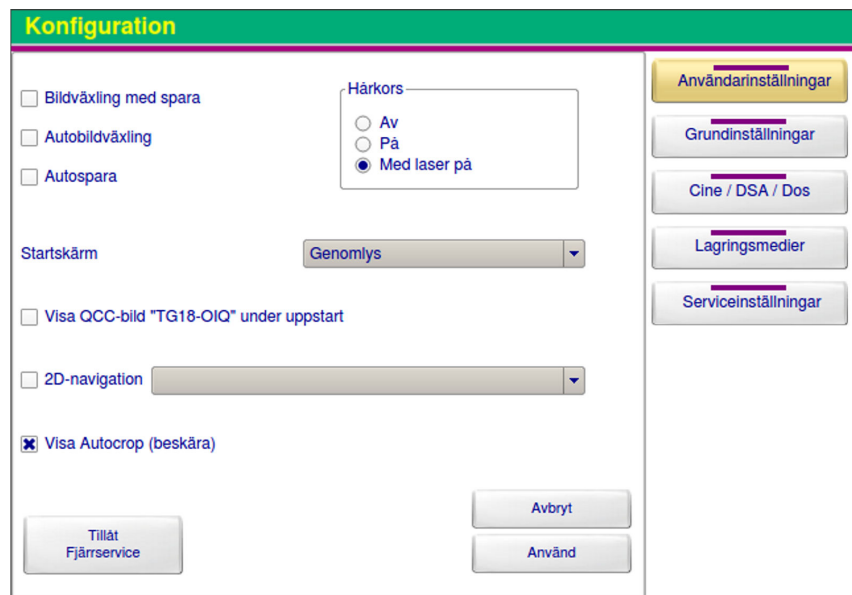 Konfiguration
Bildväxling med spara
Autobildväxling
Autospara
Hårkors
Av
På
Med laser på
Startskärm
Genomlys
Visa QCC-bild "TG18-OIQ" under uppstart
2D-navigation
Visa Autocrop (beskära)
Tillåt
Fjärrservice
Avbryt
Använd
Användarinställningar
Grundinställningar
Cine / DSA / Dos
Lagringsmedier
Serviceinställningar